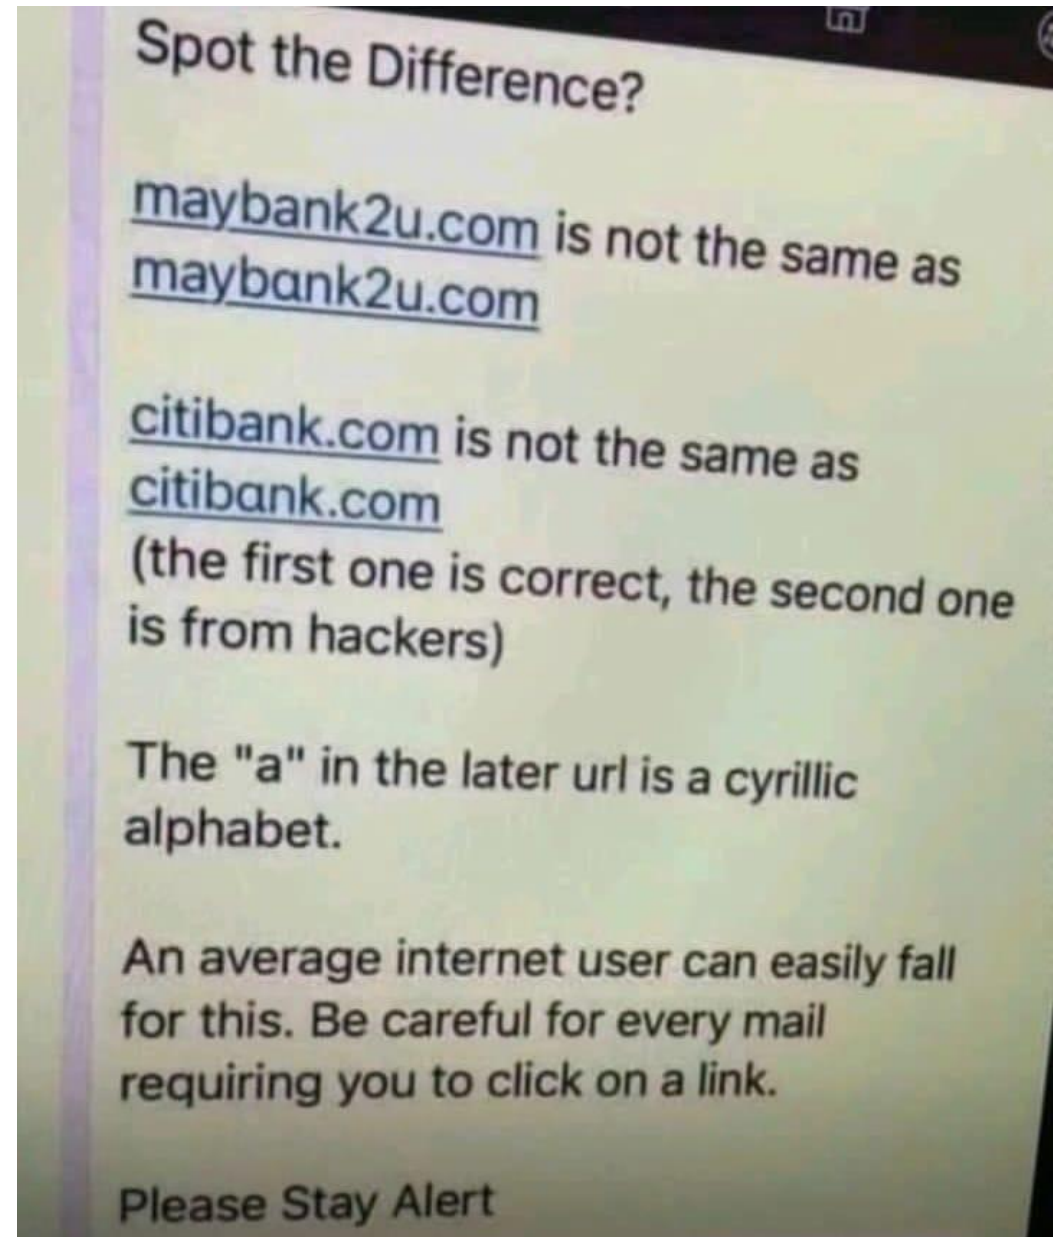 Spot the Difference?
maybank2u.com is not the same as
maybɑnk2u.com
citibank.com is not the same as
citibɑnk.com
(the first one is correct, the second one
is from hackers)
The "a" in the later url is a cyrillic
alphabet.
An average internet user can easily fall
for this. Be careful for every mail
requiring you to click on a link.
Please Stay Alert